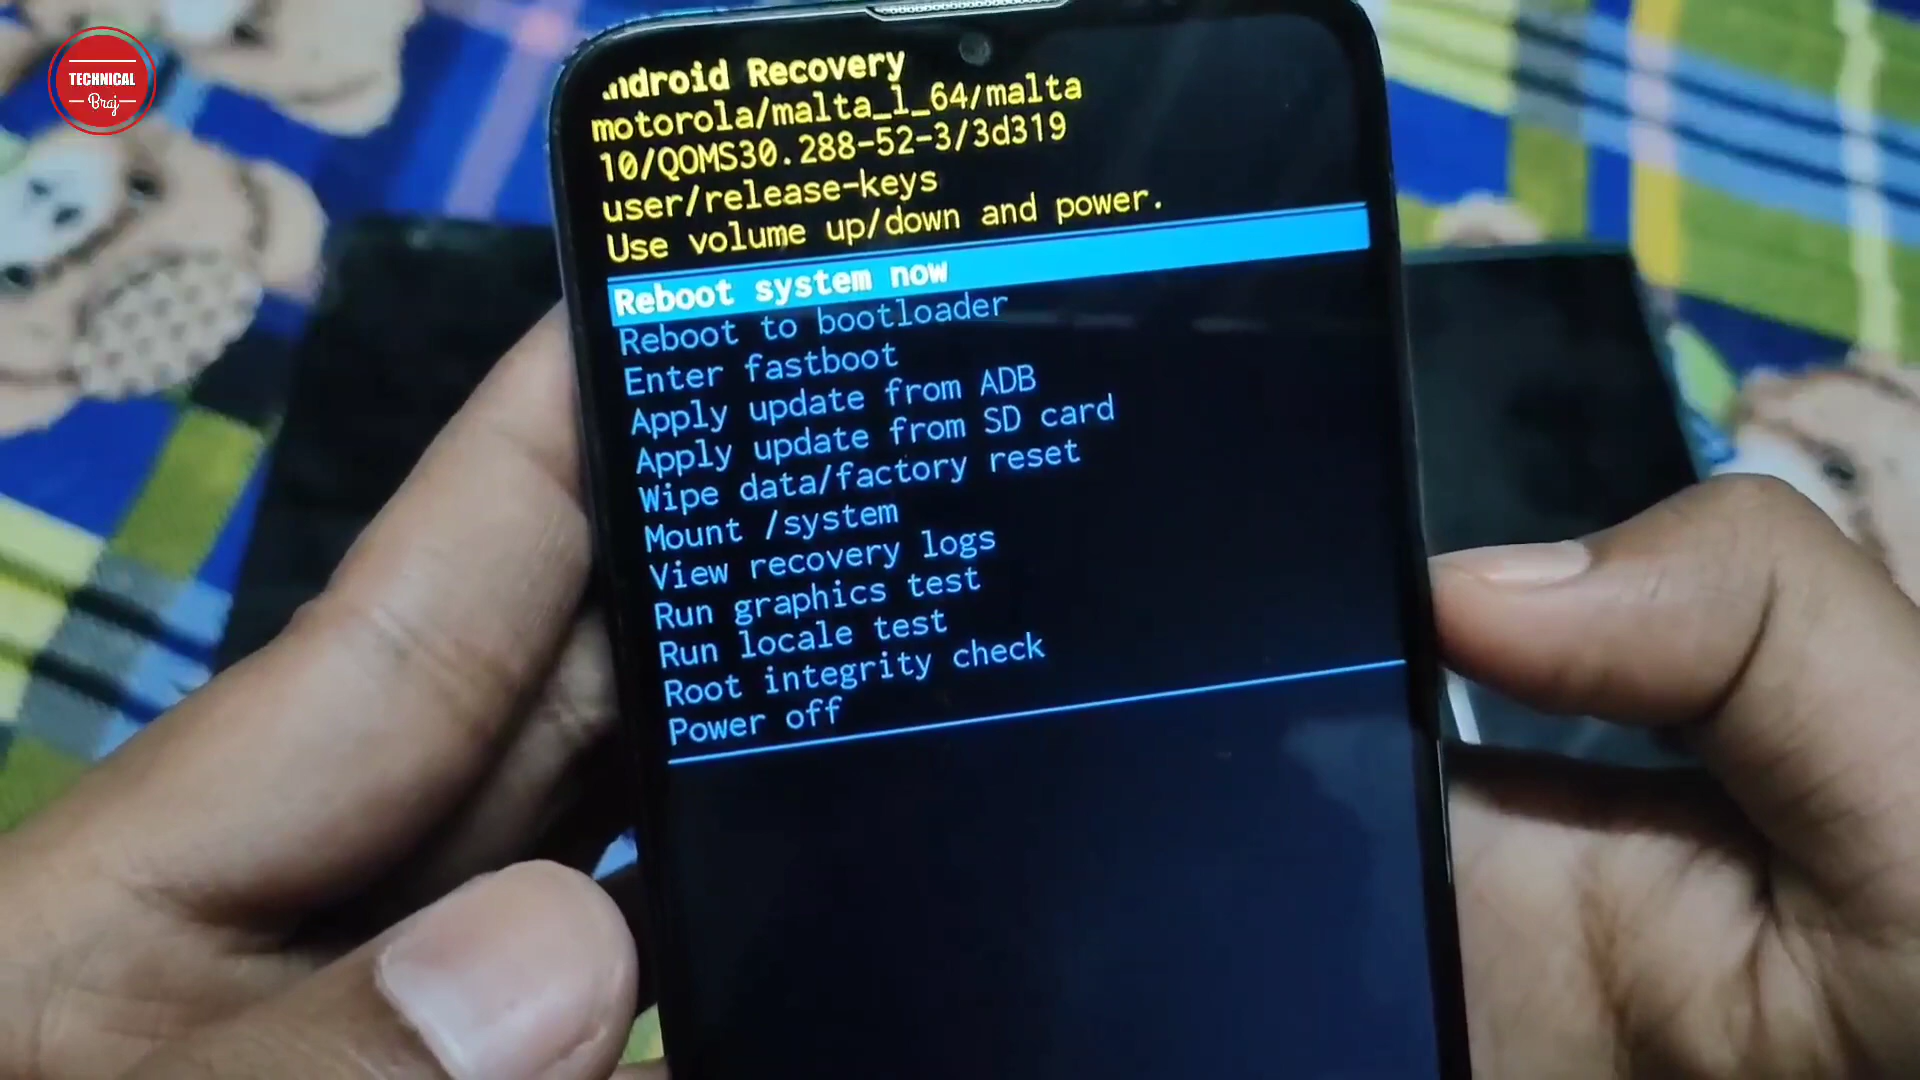 TECHNICAL
Braj
ndroid Recovery
motorola/malta_l_64/malta
10/QOMS30.288-52-3/3d319
user/release-keys
Use volume up/down and power.
Reboot system now
Reboot to bootloader
Enter fastboot
Apply update from ADB
Apply update from SD card
Wipe data/factory reset
Mount /system
View recovery logs
Run graphics test
Run locale test
Root integrity check
Power off